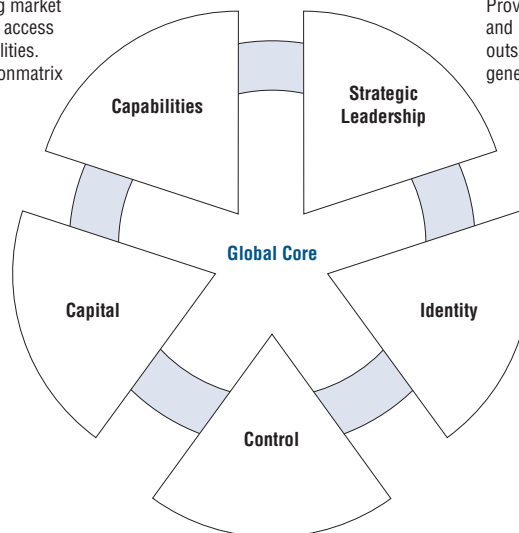 g market
access
lities.
onmatrix
Prov
and
outs
gene
Capabilities
Strategic
Leadership
Global Core
Capital
Identity
Control